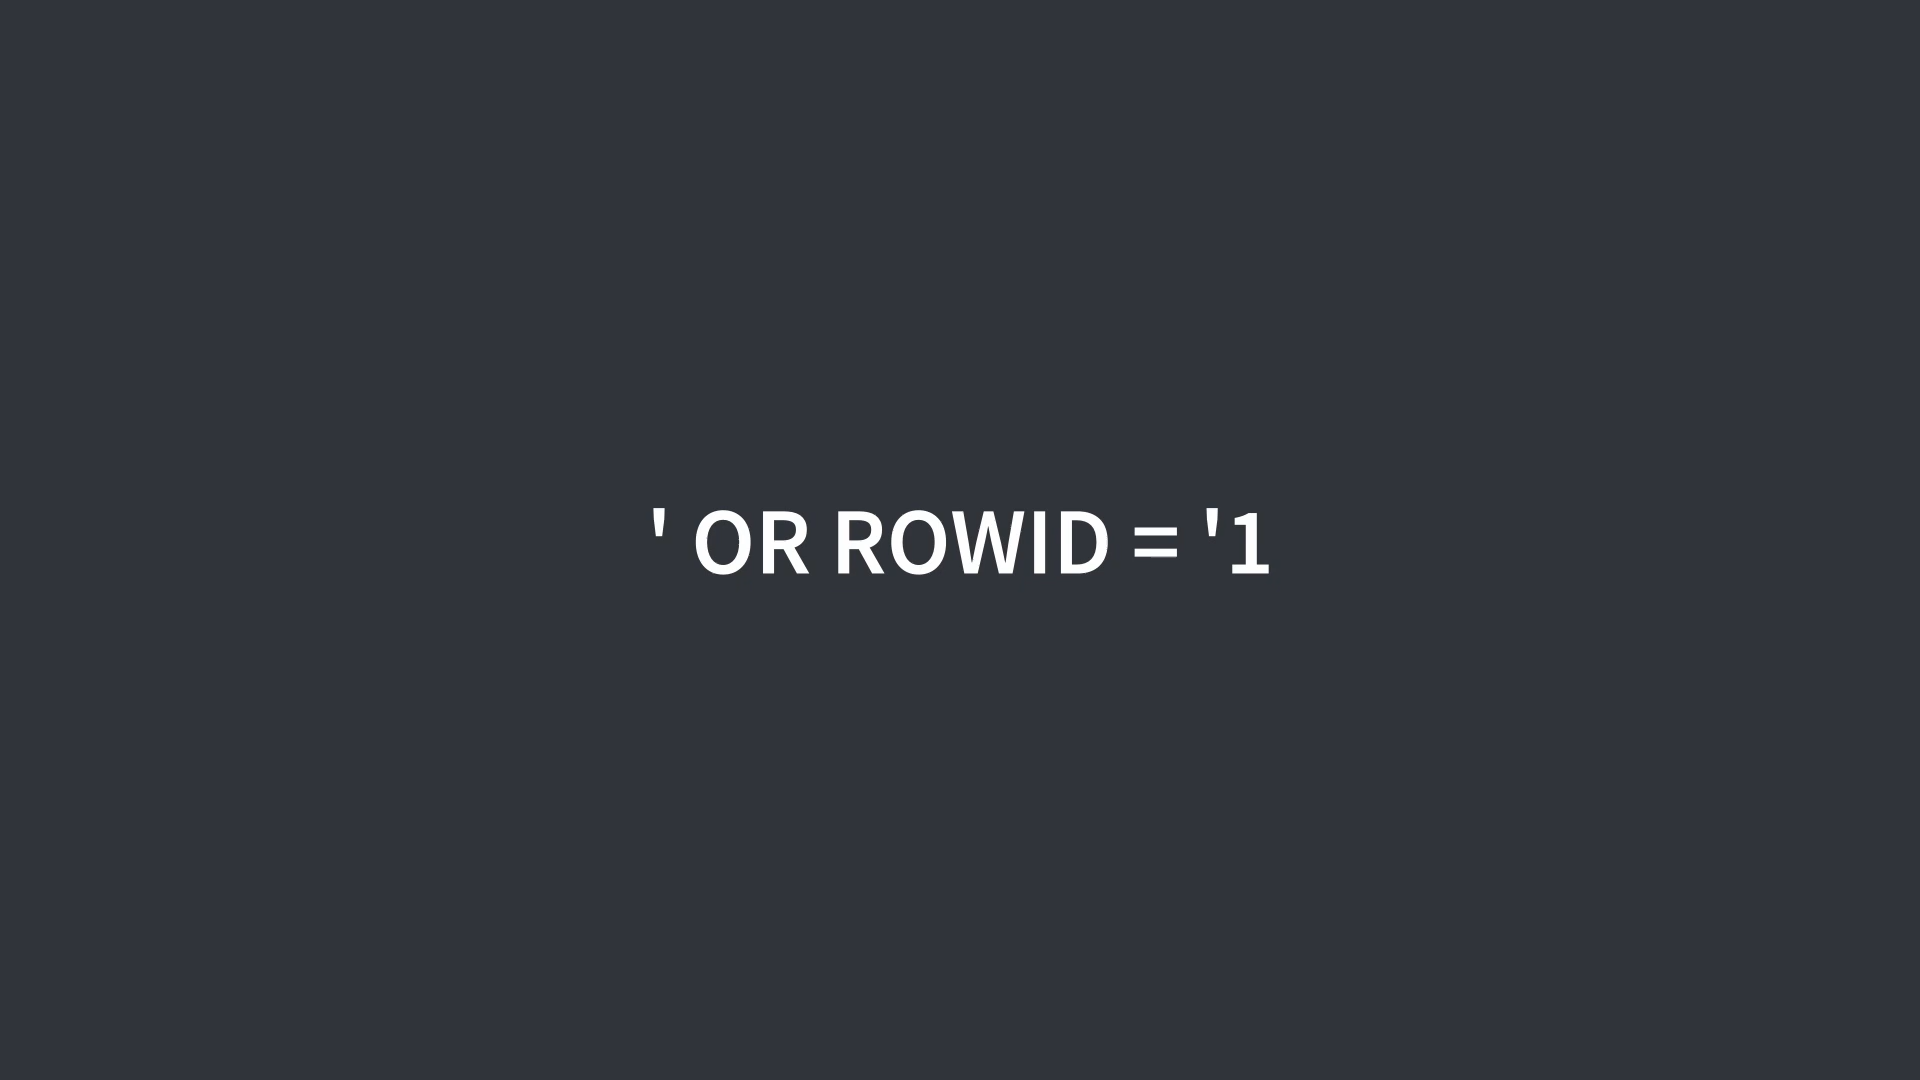 ' OR ROWID = '1